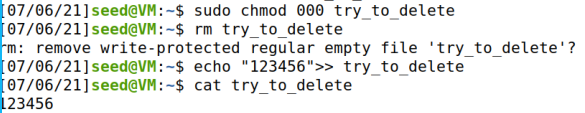 [07/06/21]seed@VM:~$ sudo chmod 000 try_to_delete
[07/06/21]seed@VM:~$ rm try_to_delete
rm: remove write-protected regular empty file 'try_to_delete'?
[07/06/21]seed@VM:~$ echo "123456">> try_to_delete
[07/06/21]seed@VM:~$ cat try_to_delete
123456